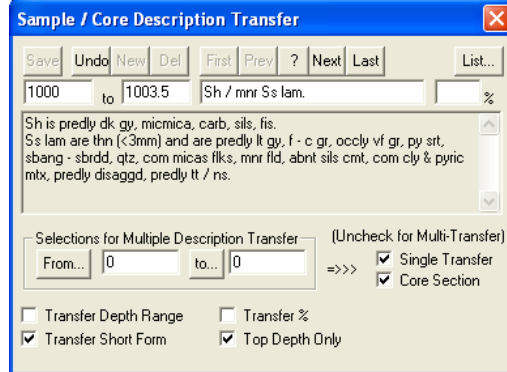 Sample / Core Description Transfer
Save Undo New Del First Prev ? Next Last List...
1000 to 1003.5 Sh / mnr Ss lam. %
Sh is predly dk gy, micmica, carb, sils, fis.
Ss lam are thn (<3mm) and are predly lt gy, f - c gr, occly vf gr, py srt,
sbang - sbrdd, qtz, com micas flks, mnr fld, abnt sils cmt, com cly & pyric
mtx, predly disaggd, predly tt / ns.
Selections for Multiple Description Transfer (Uncheck for Multi-Transfer)
From... 0 to... 0 =>>> Single Transfer
Core Section
Transfer Depth Range Transfer %
Transfer Short Form Top Depth Only